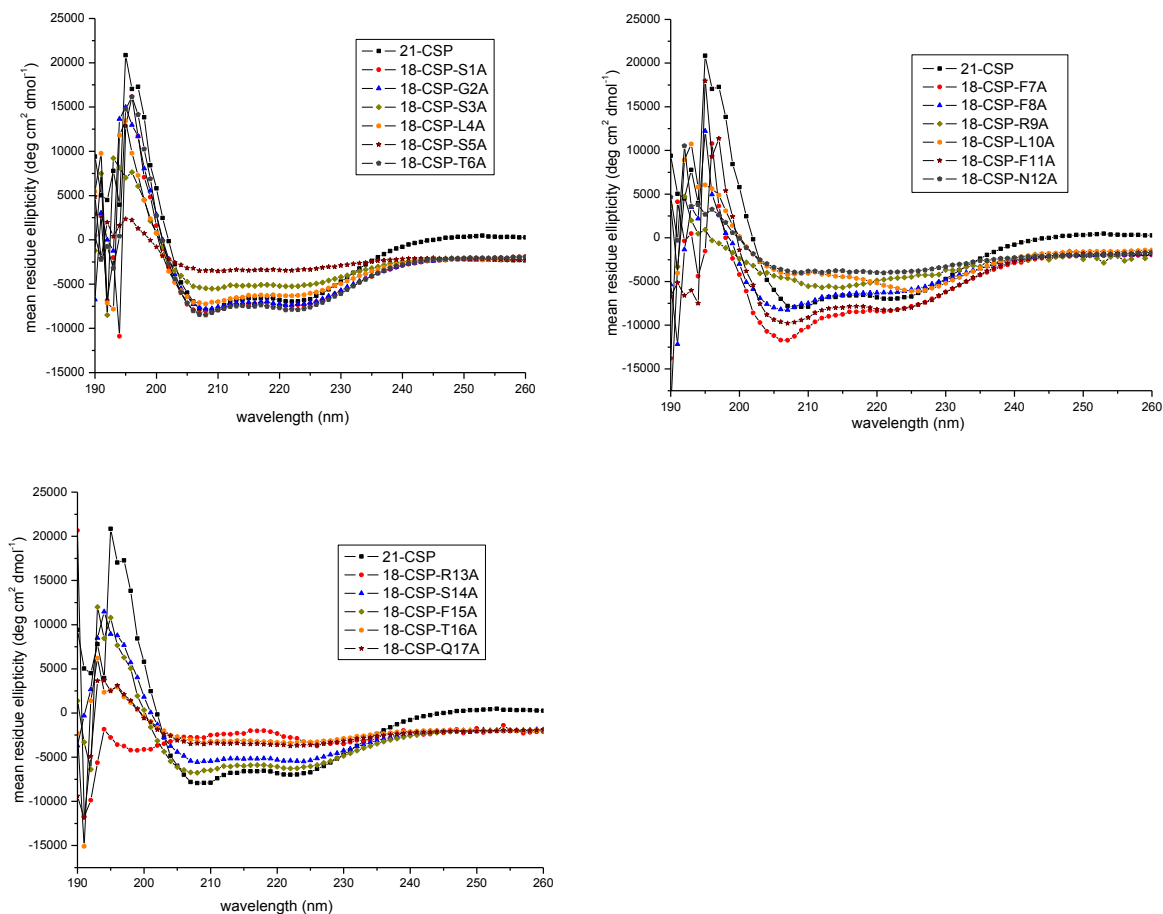 mean residue ellipticity (deg cm² dmol⁻¹)
25000
20000
15000
10000
5000
0
-5000
-10000
-15000
21-CSP
18-CSP-S1A
18-CSP-G2A
18-CSP-S3A
18-CSP-L4A
18-CSP-S5A
18-CSP-T6A
190 200 210 220 230 240 250 260
wavelength (nm)
mean residue ellipticity (deg cm² dmol⁻¹)
25000
20000
15000
10000
5000
0
-5000
-10000
-15000
21-CSP
18-CSP-F7A
18-CSP-F8A
18-CSP-R9A
18-CSP-L10A
18-CSP-F11A
18-CSP-N12A
190 200 210 220 230 240 250 260
wavelength (nm)
mean residue ellipticity (deg cm² dmol⁻¹)
25000
20000
15000
10000
5000
0
-5000
-10000
-15000
21-CSP
18-CSP-R13A
18-CSP-S14A
18-CSP-F15A
18-CSP-T16A
18-CSP-Q17A
190 200 210 220 230 240 250 260
wavelength (nm)